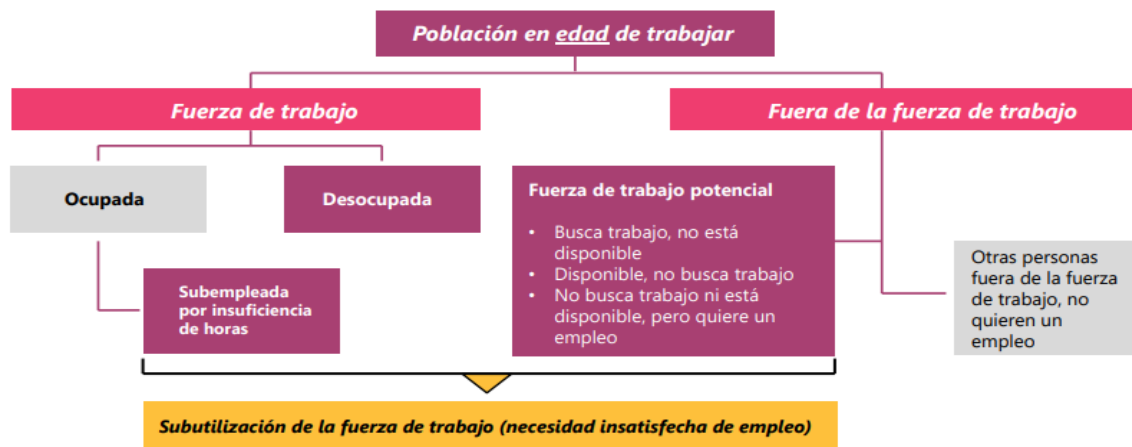 Población en edad de trabajar
Fuerza de trabajo
Fuera de la fuerza de trabajo
Ocupada
Desocupada
Subempleada
por insuficiencia
de horas
Fuerza de trabajo potencial
• Busca trabajo, no está
disponible
• Disponible, no busca trabajo
• No busca trabajo ni está
disponible, pero quiere un
empleo
Otras personas
fuera de la fuerza
de trabajo, no
quieren un
empleo
Subutilización de la fuerza de trabajo (necesidad insatisfecha de empleo)